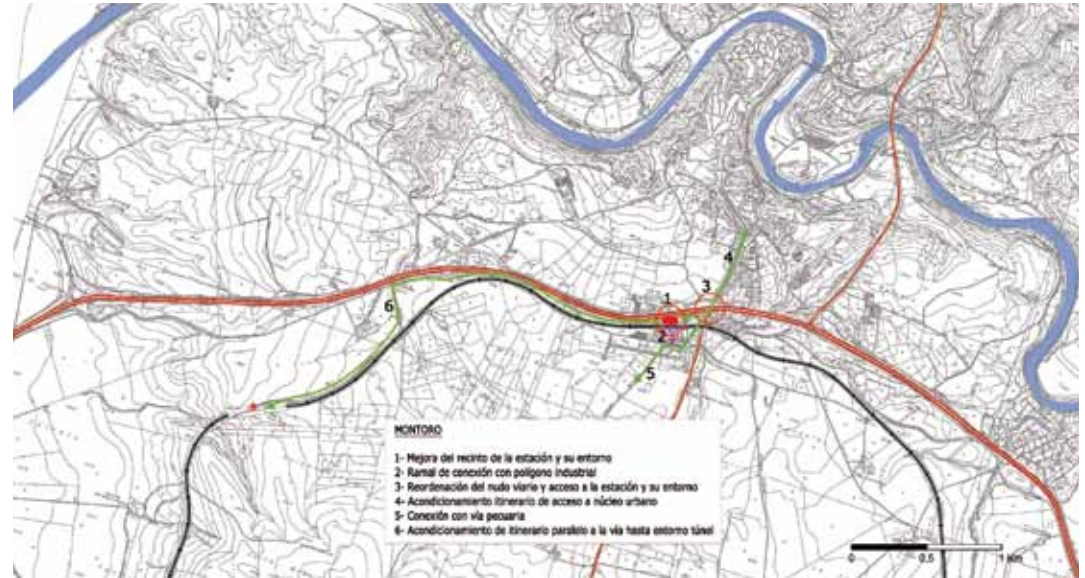 4
3
1
6
2
5
MONTORO
1- Mejora del recinto de la estación y su entorno
2- Ramal de conexión con polígono industrial
3- Reordenación del nudo viario y acceso a la estación y su entorno
4- Acondicionamiento itinerario de acceso a núcleo urbano
5- Conexión con vía pecuaria
6- Acondicionamiento de itinerario paralelo a la vía hasta entorno túnel
0 0.5 1 Km